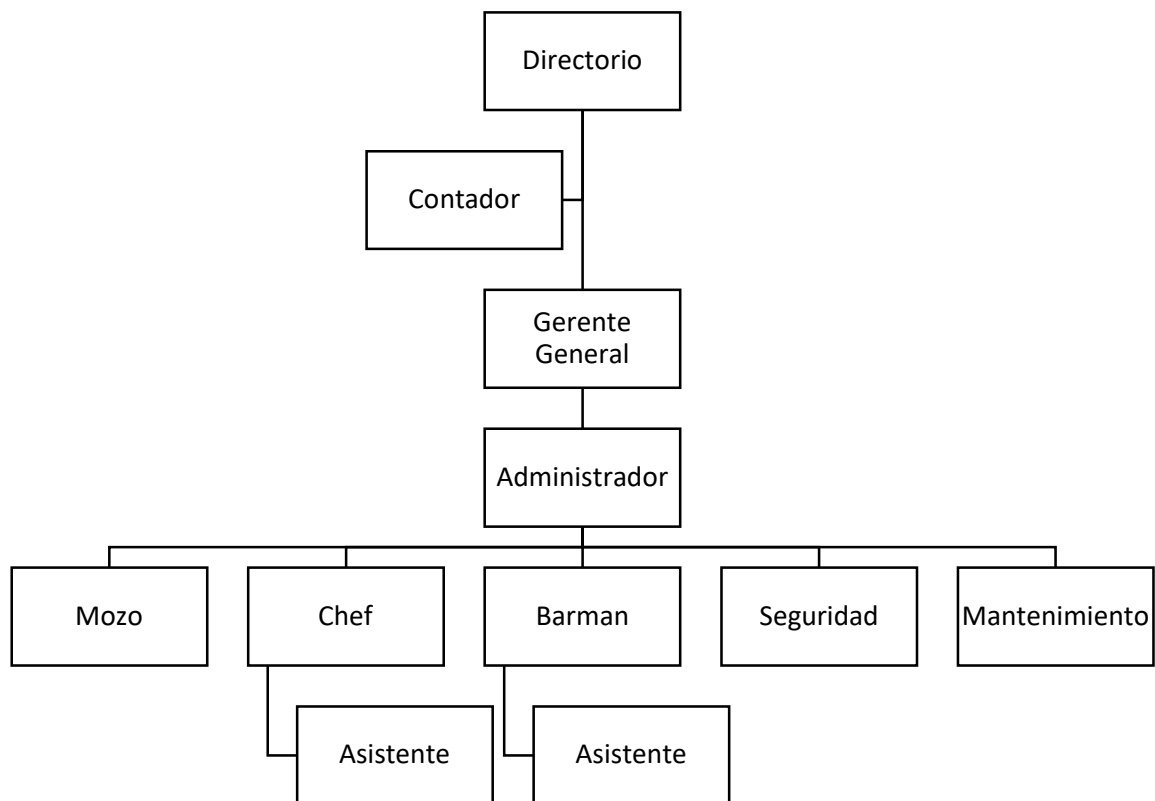 Directorio
Contador
Gerente
General
Administrador
Mozo
Chef
Barman
Seguridad
Mantenimiento
Asistente
Asistente